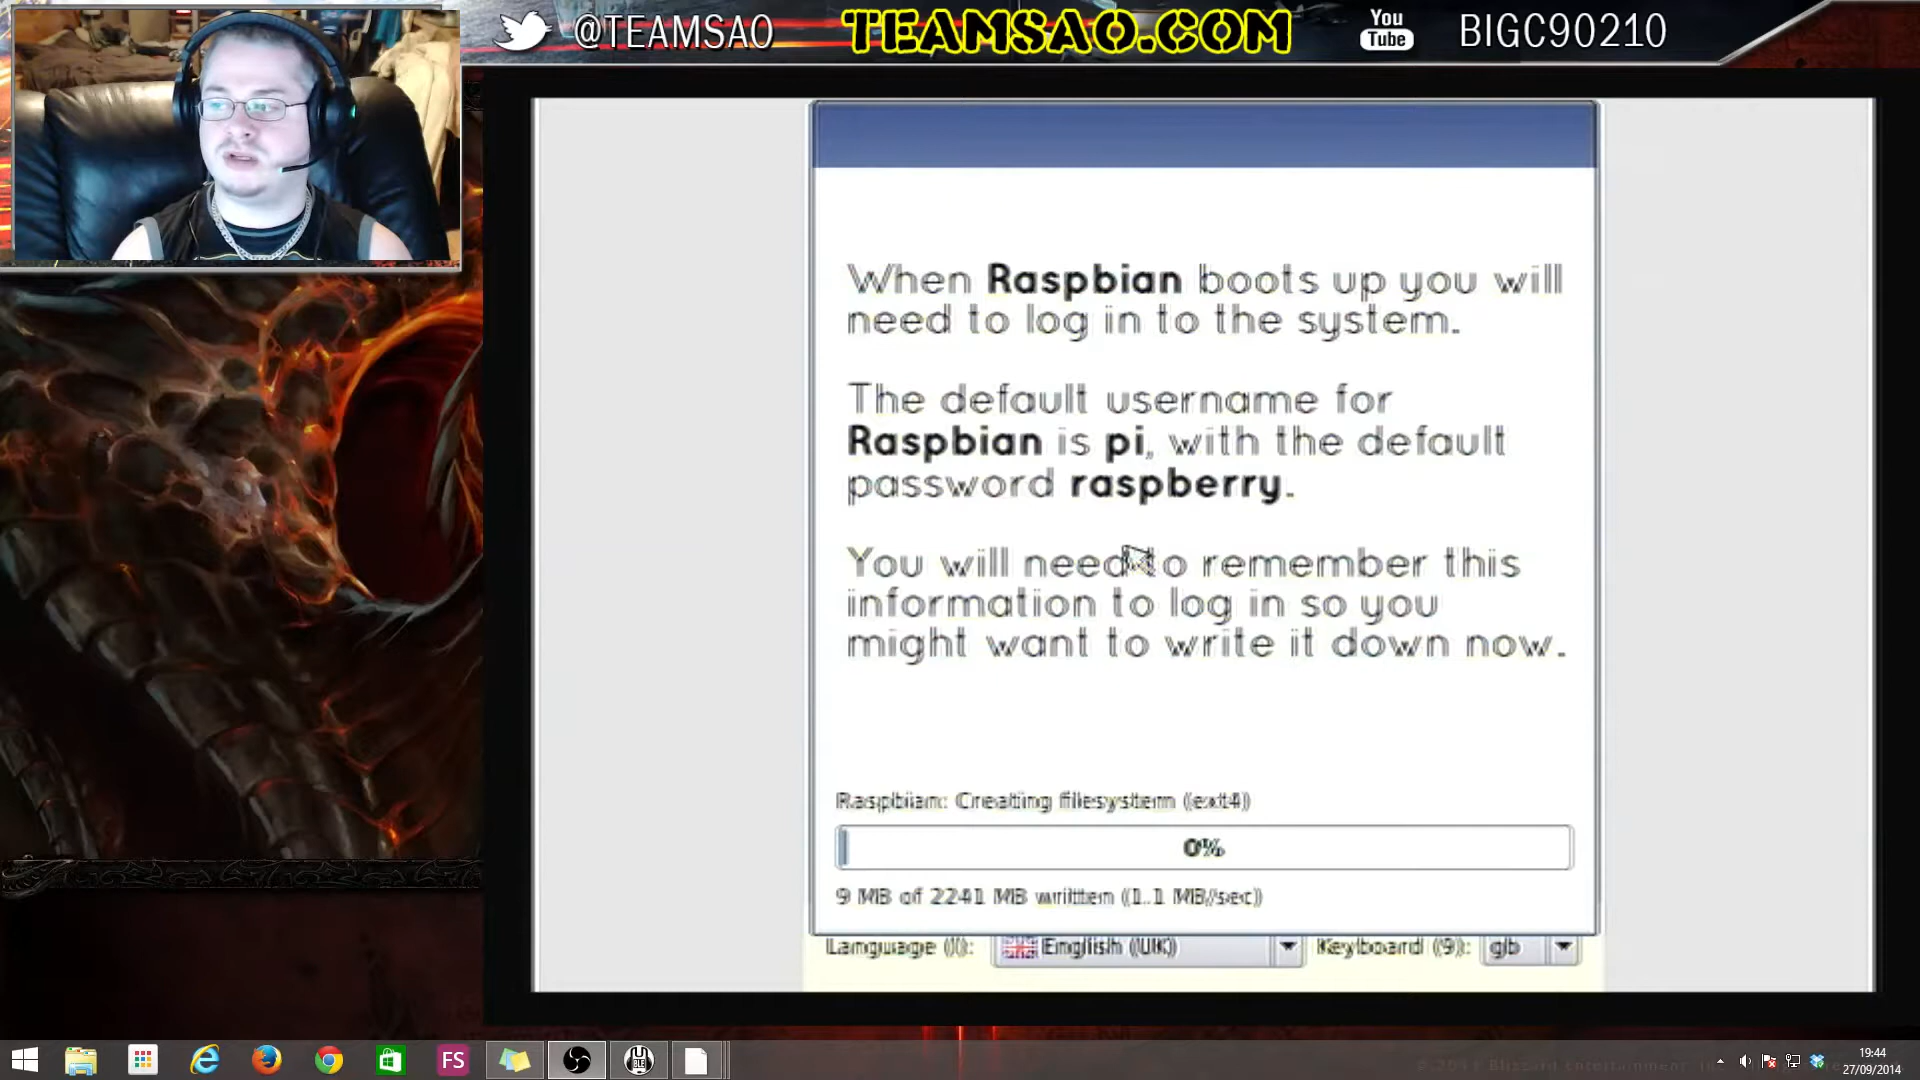 @TEAMSAO
TEAMSAO.COM
You
Tube
BIGC90210
When Raspbian boots up you will
need to log in to the system.
The default username for
Raspbian is pi, with the default
password raspberry.
You will need to remember this
information to log in so you
might want to write it down now.
Raspbian: Creating filesystem (ext4)
0%
9 MB of 2241 MB written (1.1 MB/sec)
Language (l): English (UK) Keyboard (9): gb
FS
U
BLE
19:44
27/09/2014